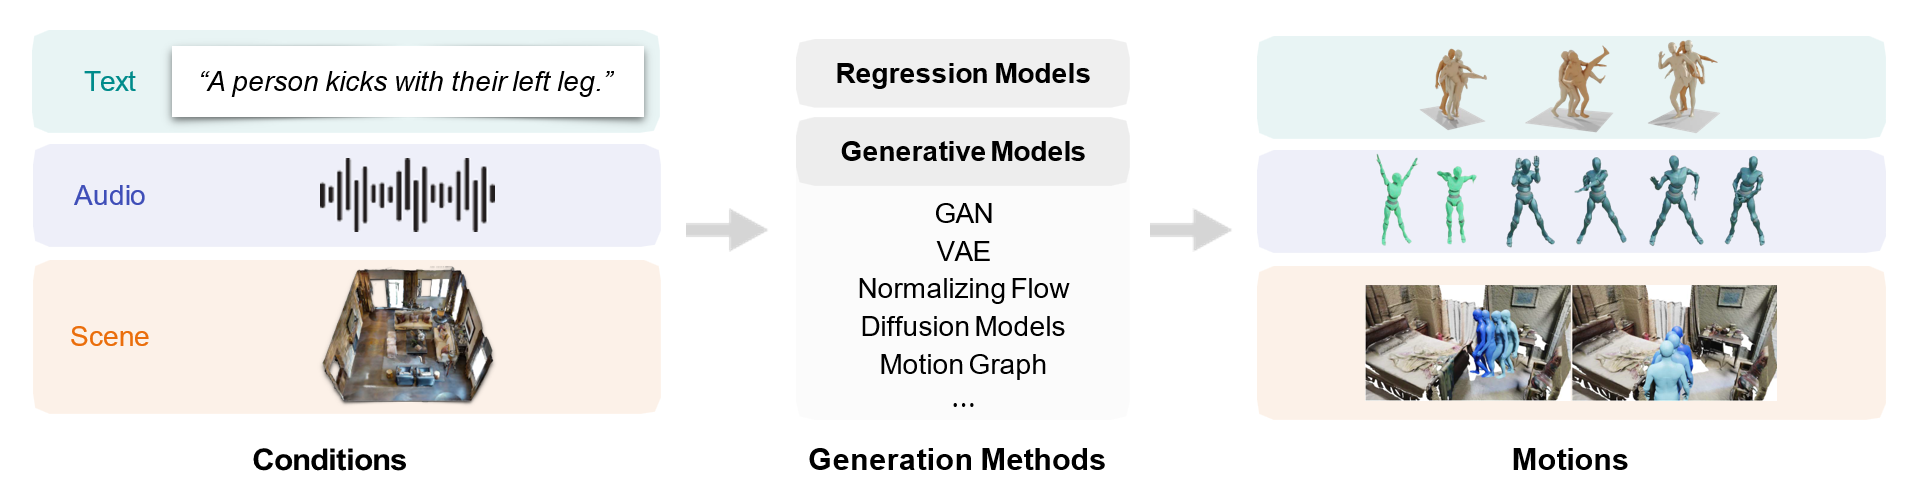 Text
“A person kicks with their left leg.”
Audio
Scene
Conditions
Regression Models
Generative Models
GAN
VAE
Normalizing Flow
Diffusion Models
Motion Graph
...
Generation Methods
Motions